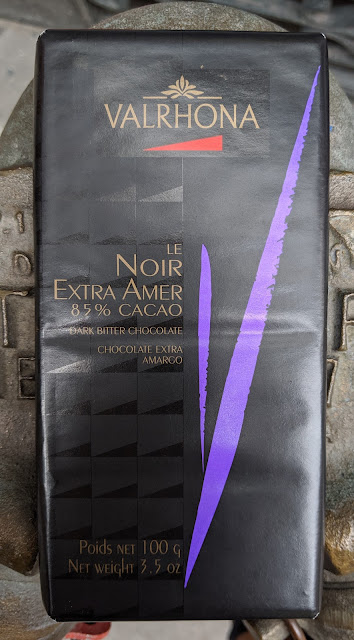 VALRHONA
LE
NOIR
EXTRA AMER
85% CACAO
DARK BITTER CHOCOLATE
CHOCOLATE EXTRA
AMARGO
Poids net 100 g
Net weight 3.5 oz